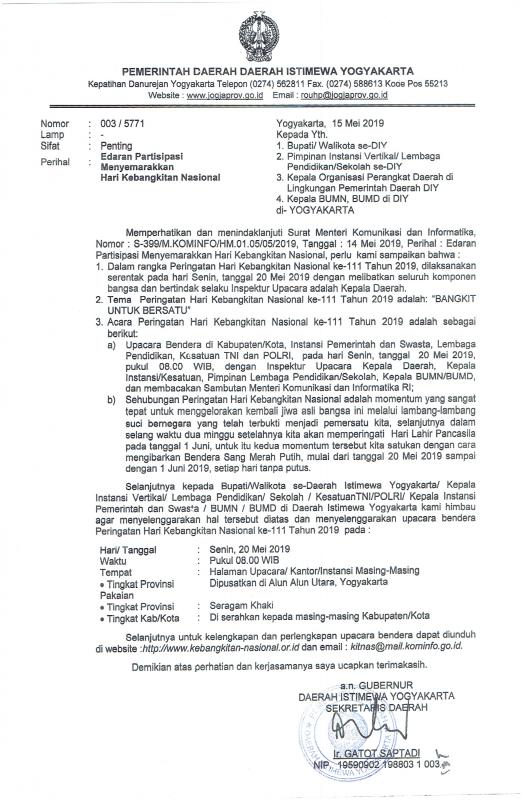 PEMERINTAH DAERAH DAERAH ISTIMEWA YOGYAKARTA
Kepatihan Danurejan Yogyakarta Telepon (0274) 562811 Fax. (0274) 588613 Kooe Pos 55213
Website : www.jogjaprov.go.id Email : rouhp@jogjaprov.go.id
Nomor : 003 / 5771
Lamp : -
Sifat : Penting
Perihal : Edaran Partisipasi
Menyemarakkan
Hari Kebangkitan Nasional
Yogyakarta, 15 Mei 2019
Kepada Yth.
1. Bupati/ Walikota se-DIY
2. Pimpinan Instansi Vertikal/ Lembaga
Pendidikan/Sekolah se-DIY
3. Kepala Organisasi Perangkat Daerah di
Lingkungan Pemerintah Daerah DIY
4. Kepala BUMN, BUMD di DIY
di- YOGYAKARTA
Memperhatikan dan menindaklanjuti Surat Menteri Komunikasi dan Informatika,
Nomor : S-399/M.KOMINFO/HM.01.05/05/2019, Tanggal : 14 Mei 2019, Perihal : Edaran
Partisipasi Menyemarakkan Hari Kebangkitan Nasional, perlu kami sampaikan bahwa :
1. Dalam rangka Peringatan Hari Kebangkitan Nasional ke-111 Tahun 2019, dilaksanakan
serentak pada hari Senin, tanggal 20 Mei 2019 dengan melibatkan seluruh komponen
bangsa dan bertindak selaku Inspektur Upacara adalah Kepala Daerah.
2. Tema Peringatan Hari Kebangkitan Nasional ke-111 Tahun 2019 adalah: "BANGKIT
UNTUK BERSATU"
3. Acara Peringatan Hari Kebangkitan Nasional ke-111 Tahun 2019 adalah sebagai
berikut:
a) Upacara Bendera di Kabupaten/Kota, Instansi Pemerintah dan Swasta, Lembaga
Pendidikan, Kesatuan TNI dan POLRI, pada hari Senin, tanggal 20 Mei 2019,
pukul 08.00 WIB, dengan Inspektur Upacara Kepala Daerah, Kepala
Instansi/Kesatuan, Pimpinan Lembaga Pendidikan/Sekolah, Kepala BUMN/BUMD,
dan membacakan Sambutan Menteri Komunikasi dan Informatika RI;
b) Sehubungan Peringatan Hari Kebangkitan Nasional adalah momentum yang sangat
tepat untuk menggelorakan kembali jiwa asli bangsa ini melalui lambang-lambang
suci bernegara yang telah terbukti menjadi pemersatu kita, selanjutnya dalam
selang waktu dua minggu setelahnya kita akan memperingati Hari Lahir Pancasila
pada tanggal 1 Juni, untuk itu kedua momentum tersebut kita satukan dengan cara
mengibarkan Bendera Sang Merah Putih, mulai dari tanggal 20 Mei 2019 sampai
dengan 1 Juni 2019, setiap hari tanpa putus.
Selanjutnya kepada Bupati/Walikota se-Daerah Istimewa Yogyakarta/ Kepala
Instansi Vertikal/ Lembaga Pendidikan/ Sekolah / KesatuanTNI/POLRI/ Kepala Instansi
Pemerintah dan Swasta / BUMN / BUMD di Daerah Istimewa Yogyakarta kami himbau
agar menyelenggarakan hal tersebut diatas dan menyelenggarakan upacara bendera
Peringatan Hari Kebangkitan Nasional ke-111 Tahun 2019 pada :
Hari/ Tanggal : Senin, 20 Mei 2019
Waktu : Pukul 08.00 WIB
Tempat : Halaman Upacara/ Kantor/Instansi Masing-Masing
• Tingkat Provinsi Dipusatkan di Alun Alun Utara, Yogyakarta
Pakaian
• Tingkat Provinsi : Seragam Khaki
• Tingkat Kab/Kota : Di serahkan kepada masing-masing Kabupaten/Kota
Selanjutnya untuk kelengkapan dan perlengkapan upacara bendera dapat diunduh
di website :http://www.kebangkitan-nasional.or.id dan email : kitnas@mail.kominfo.go.id.
Demikian atas perhatian dan kerjasamanya saya ucapkan terimakasih.
a.n. GUBERNUR
DAERAH ISTIMEWA YOGYAKARTA
SEKRETARIS DAERAH
Ir. GATOT SAPTADI
NIP. 19590902 198803 1 003